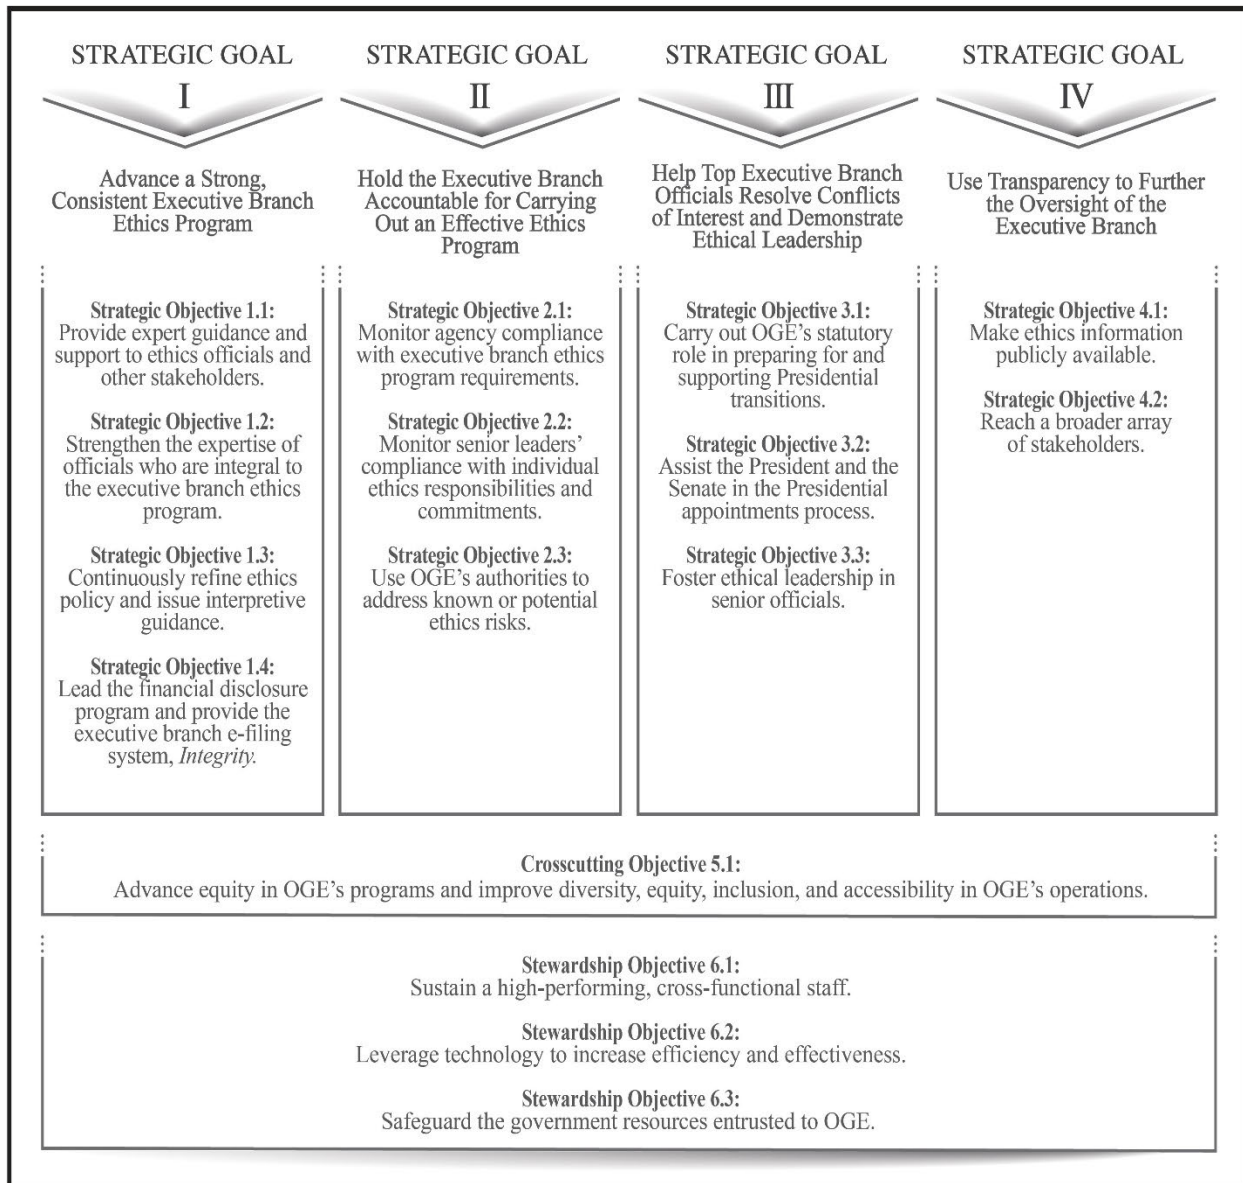 STRATEGIC GOAL
I
Advance a Strong,
Consistent Executive Branch
Ethics Program
Strategic Objective 1.1:
Provide expert guidance and
support to ethics officials and
other stakeholders.
Strategic Objective 1.2:
Strengthen the expertise of
officials who are integral to
the executive branch ethics
program.
Strategic Objective 1.3:
Continuously refine ethics
policy and issue interpretive
guidance.
Strategic Objective 1.4:
Lead the financial disclosure
program and provide the
executive branch e-filing
system, Integrity.
STRATEGIC GOAL
II
Hold the Executive Branch
Accountable for Carrying
Out an Effective Ethics
Program
Strategic Objective 2.1:
Monitor agency compliance
with executive branch ethics
program requirements.
Strategic Objective 2.2:
Monitor senior leaders’
compliance with individual
ethics responsibilities and
commitments.
Strategic Objective 2.3:
Use OGE’s authorities to
address known or potential
ethics risks.
STRATEGIC GOAL
III
Help Top Executive Branch
Officials Resolve Conflicts
of Interest and Demonstrate
Ethical Leadership
Strategic Objective 3.1:
Carry out OGE’s statutory
role in preparing for and
supporting Presidential
transitions.
Strategic Objective 3.2:
Assist the President and the
Senate in the Presidential
appointments process.
Strategic Objective 3.3:
Foster ethical leadership in
senior officials.
STRATEGIC GOAL
IV
Use Transparency to Further
the Oversight of the
Executive Branch
Strategic Objective 4.1:
Make ethics information
publicly available.
Strategic Objective 4.2:
Reach a broader array
of stakeholders.
Crosscutting Objective 5.1:
Advance equity in OGE’s programs and improve diversity, equity, inclusion, and accessibility in OGE’s operations.
Stewardship Objective 6.1:
Sustain a high-performing, cross-functional staff.
Stewardship Objective 6.2:
Leverage technology to increase efficiency and effectiveness.
Stewardship Objective 6.3:
Safeguard the government resources entrusted to OGE.